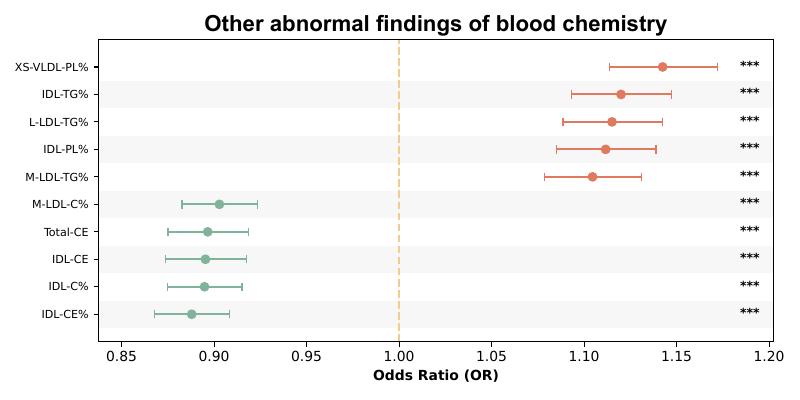 Other abnormal findings of blood chemistry
XS-VLDL-PL% ***
IDL-TG% ***
L-LDL-TG% ***
IDL-PL% ***
M-LDL-TG% ***
M-LDL-C% ***
Total-CE ***
IDL-CE ***
IDL-C% ***
IDL-CE% ***
0.85 0.90 0.95 1.00 1.05 1.10 1.15 1.20
Odds Ratio (OR)